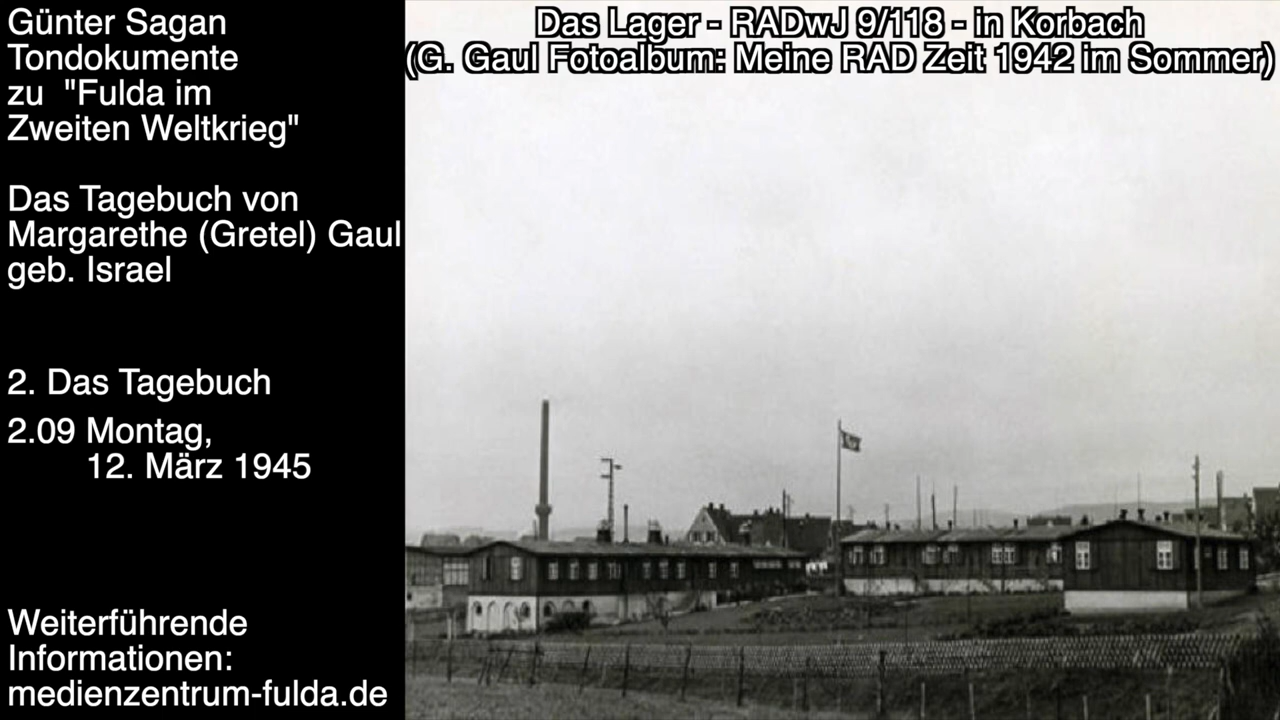 Günter Sagan
Tondokumente
zu "Fulda im
Zweiten Weltkrieg"
Das Tagebuch von
Margarethe (Gretel) Gaul
geb. Israel
2. Das Tagebuch
2.09 Montag,
12. März 1945
Weiterführende
Informationen:
medienzentrum-fulda.de
Das Lager - RADwJ 9/118 - in Korbach
(G. Gaul Fotoalbum: Meine RAD Zeit 1942 im Sommer)